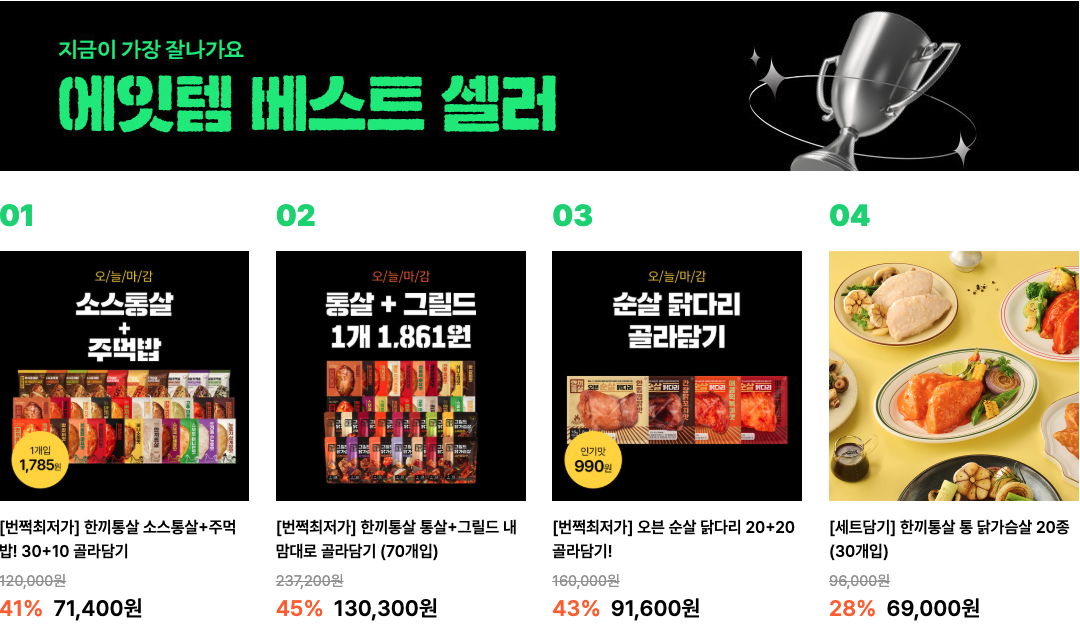 지금이 가장 잘나가요
에잇템 베스트 셀러
01
02
03
04
오/늘/마/감
소스통살
+
주먹밥
1개입
1,785원
오/늘/마/감
통살 + 그릴드
1개 1.861원
오/늘/마/감
순살 닭다리
골라담기
인기맛
990원
[번쩍최저가] 한끼통살 소스통살+주먹
밥! 30+10 골라담기
120,000원
41% 71,400원
[번쩍최저가] 한끼통살 통살+그릴드 내
맘대로 골라담기 (70개입)
237,200원
45% 130,300원
[번쩍최저가] 오븐 순살 닭다리 20+20
골라담기!
160,000원
43% 91,600원
[세트담기] 한끼통살 통 닭가슴살 20종
(30개입)
96,000원
28% 69,000원